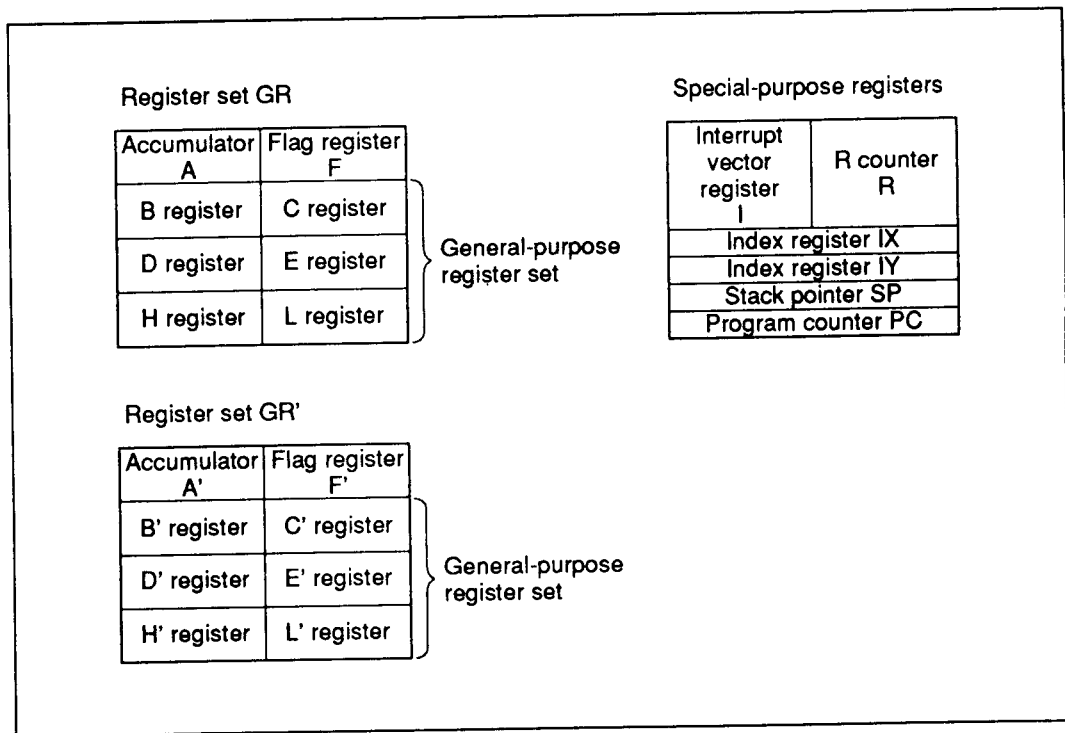 Register set GR
Accumulator A
Flag register F
B register
C register
D register
E register
H register
L register
General-purpose
register set
Special-purpose registers
Interrupt
vector
register
I
R counter
R
Index register IX
Index register IY
Stack pointer SP
Program counter PC
Register set GR'
Accumulator A'
Flag register F'
B' register
C' register
D' register
E' register
H' register
L' register
General-purpose
register set